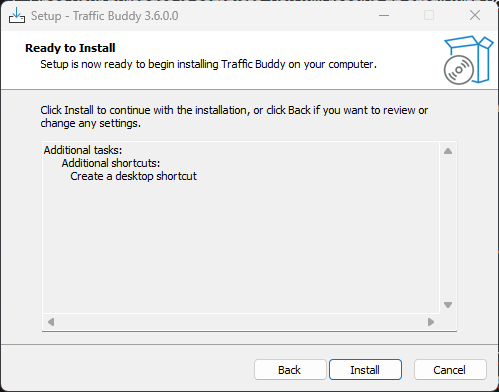 Setup - Traffic Buddy 3.6.0.0
Ready to Install
Setup is now ready to begin installing Traffic Buddy on your computer.
Click Install to continue with the installation, or click Back if you want to review or
change any settings.
Additional tasks:
Additional shortcuts:
Create a desktop shortcut
Back
Install
Cancel